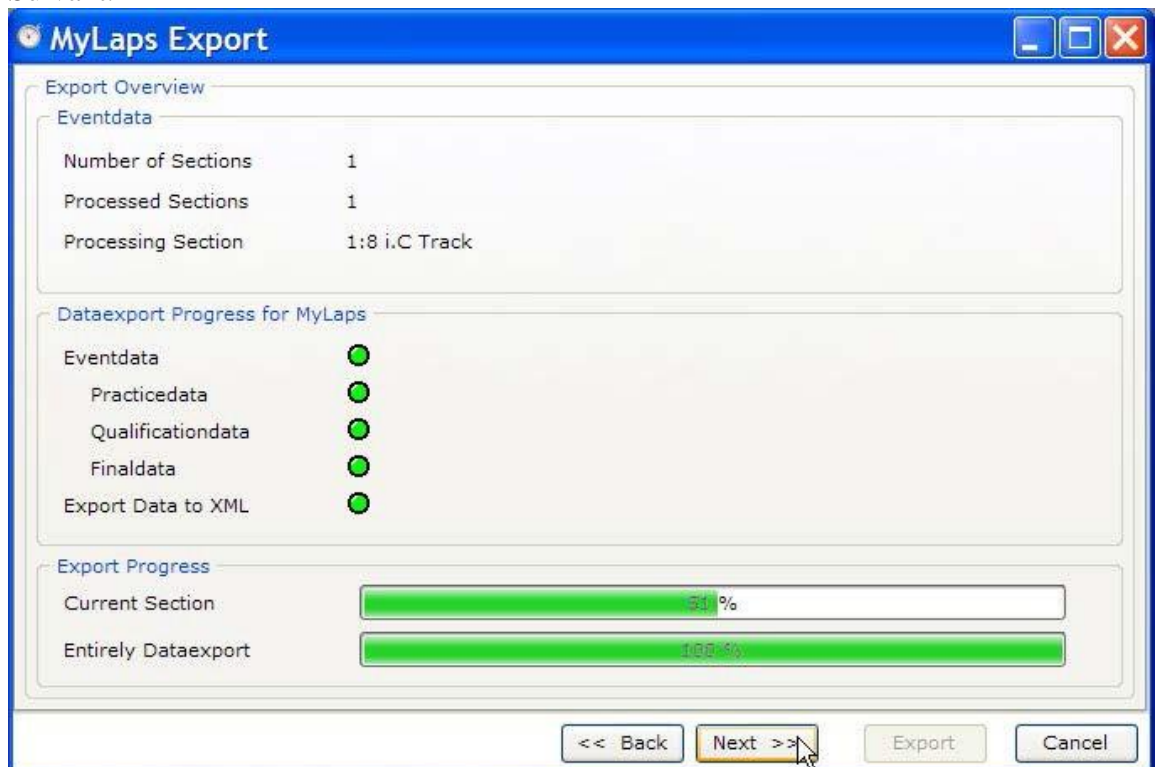 MyLaps Export
Export Overview
Eventdata
Number of Sections 1
Processed Sections 1
Processing Section 1:8 i.C Track
Dataexport Progress for MyLaps
Eventdata
Practicedata
Qualificationdata
Finaldata
Export Data to XML
Export Progress
Current Section 51 %
Entirely Dataexport 100 %
<< Back Next >> Export Cancel